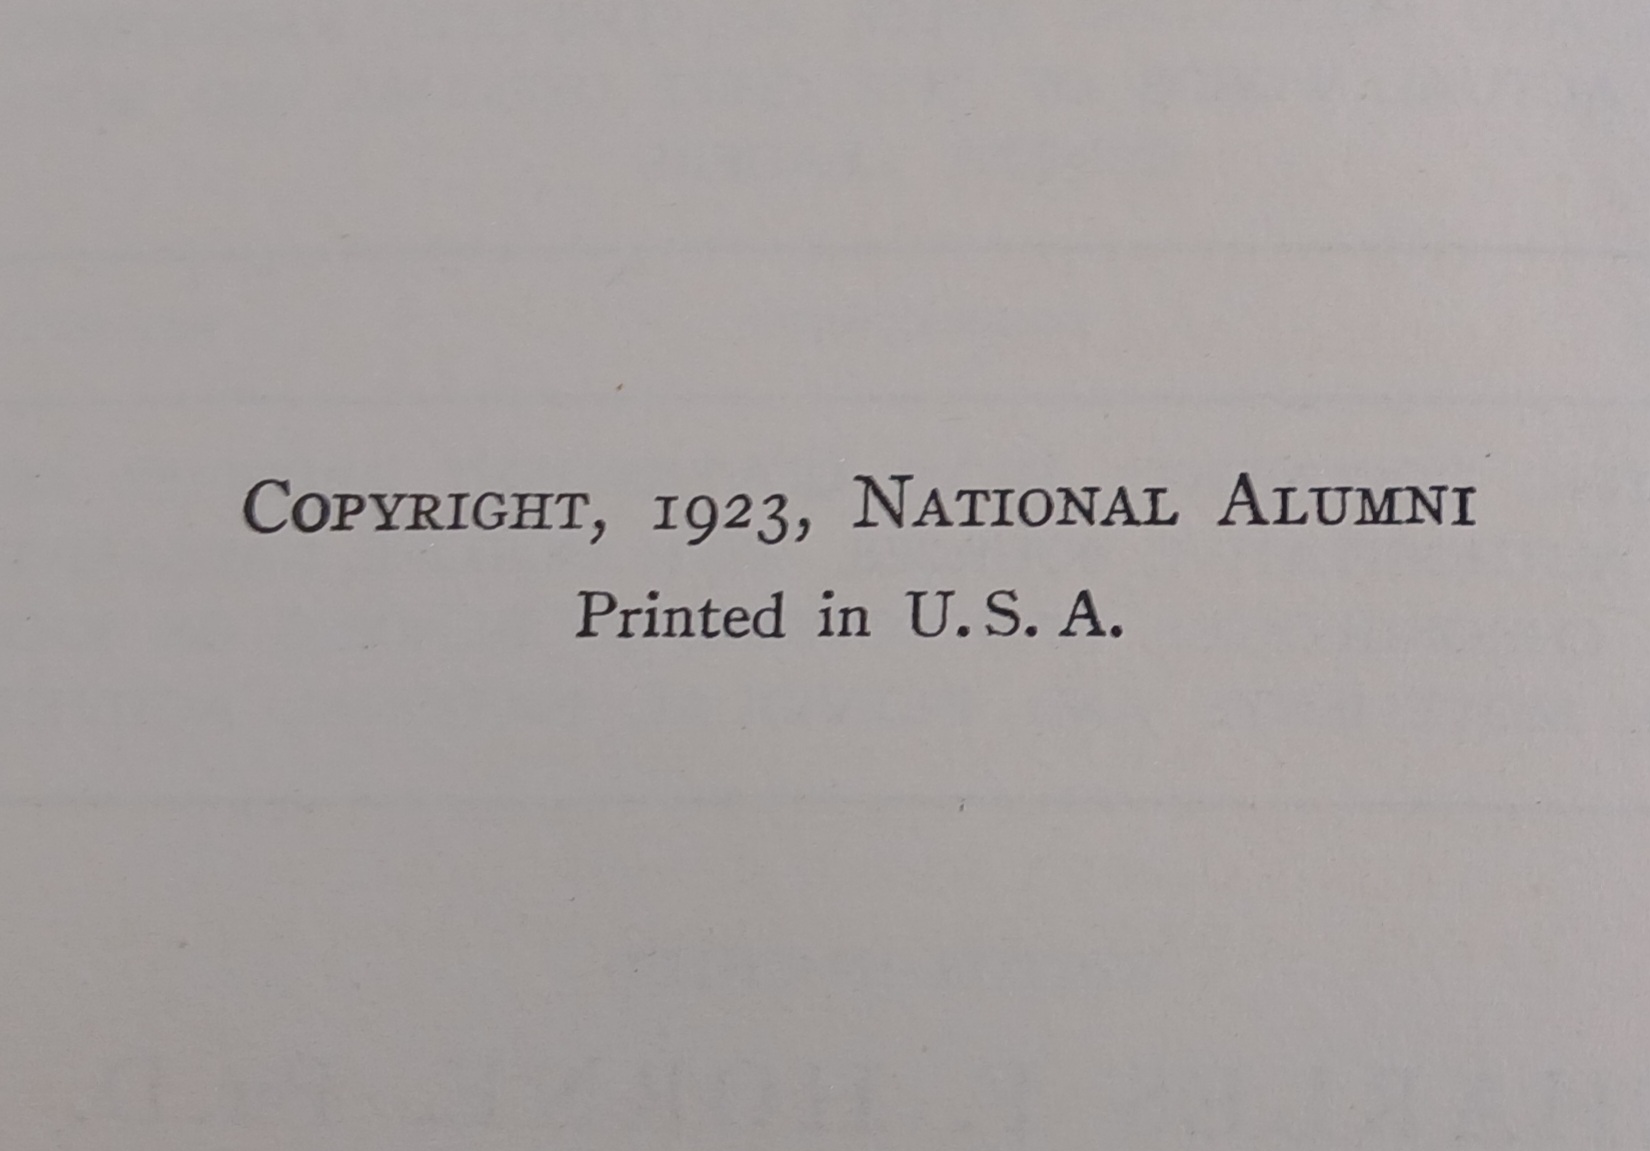 Copyright, 1923, National Alumni
Printed in U. S. A.